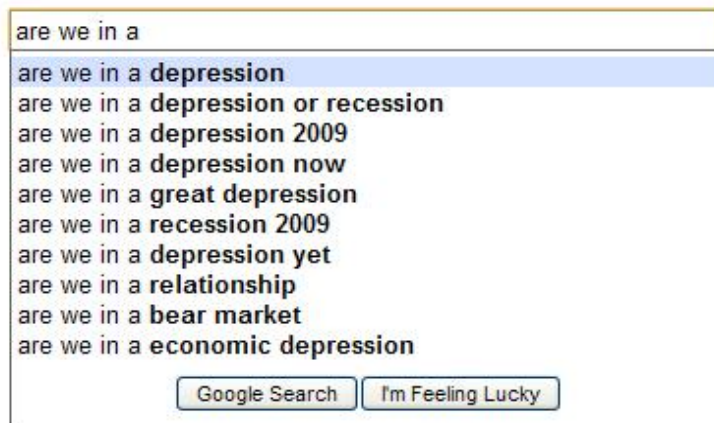 are we in a
are we in a depression
are we in a depression or recession
are we in a depression 2009
are we in a depression now
are we in a great depression
are we in a recession 2009
are we in a depression yet
are we in a relationship
are we in a bear market
are we in a economic depression
Google Search I'm Feeling Lucky